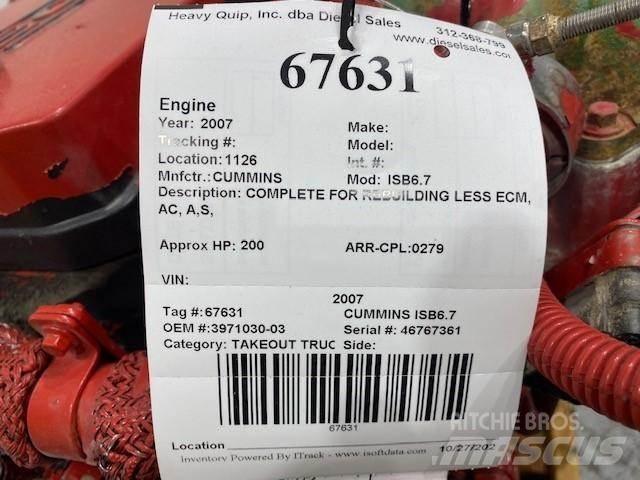 Heavy Quip, Inc. dba Diesel Sales
312-368-799
www.dieselsales.co
67631
Engine
Year: 2007 Make:
Tracking #: Model:
Location:1126 Int. #:
Mnfctr.:CUMMINS Mod: ISB6.7
Description: COMPLETE FOR REBUILDING LESS ECM,
AC, A,S,
Approx HP: 200 ARR-CPL:0279
VIN:
2007
Tag #:67631 CUMMINS ISB6.7
OEM #:3971030-03 Serial #: 46767361
Category: TAKEOUT TRUC Side:
67631
Location 10/27/202
Inventory Powered By ITrack - www.isoftdata.com
RITCHIE BROS.
MASCUS